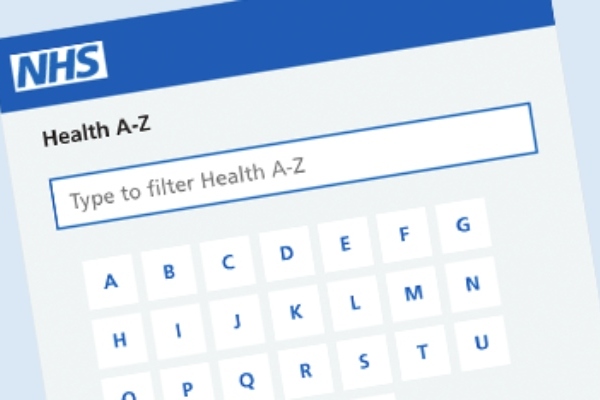 NHS
Health A-Z
Type to filter Health A-Z
A B C D E F G
H I J K L M N
O P Q R S T U